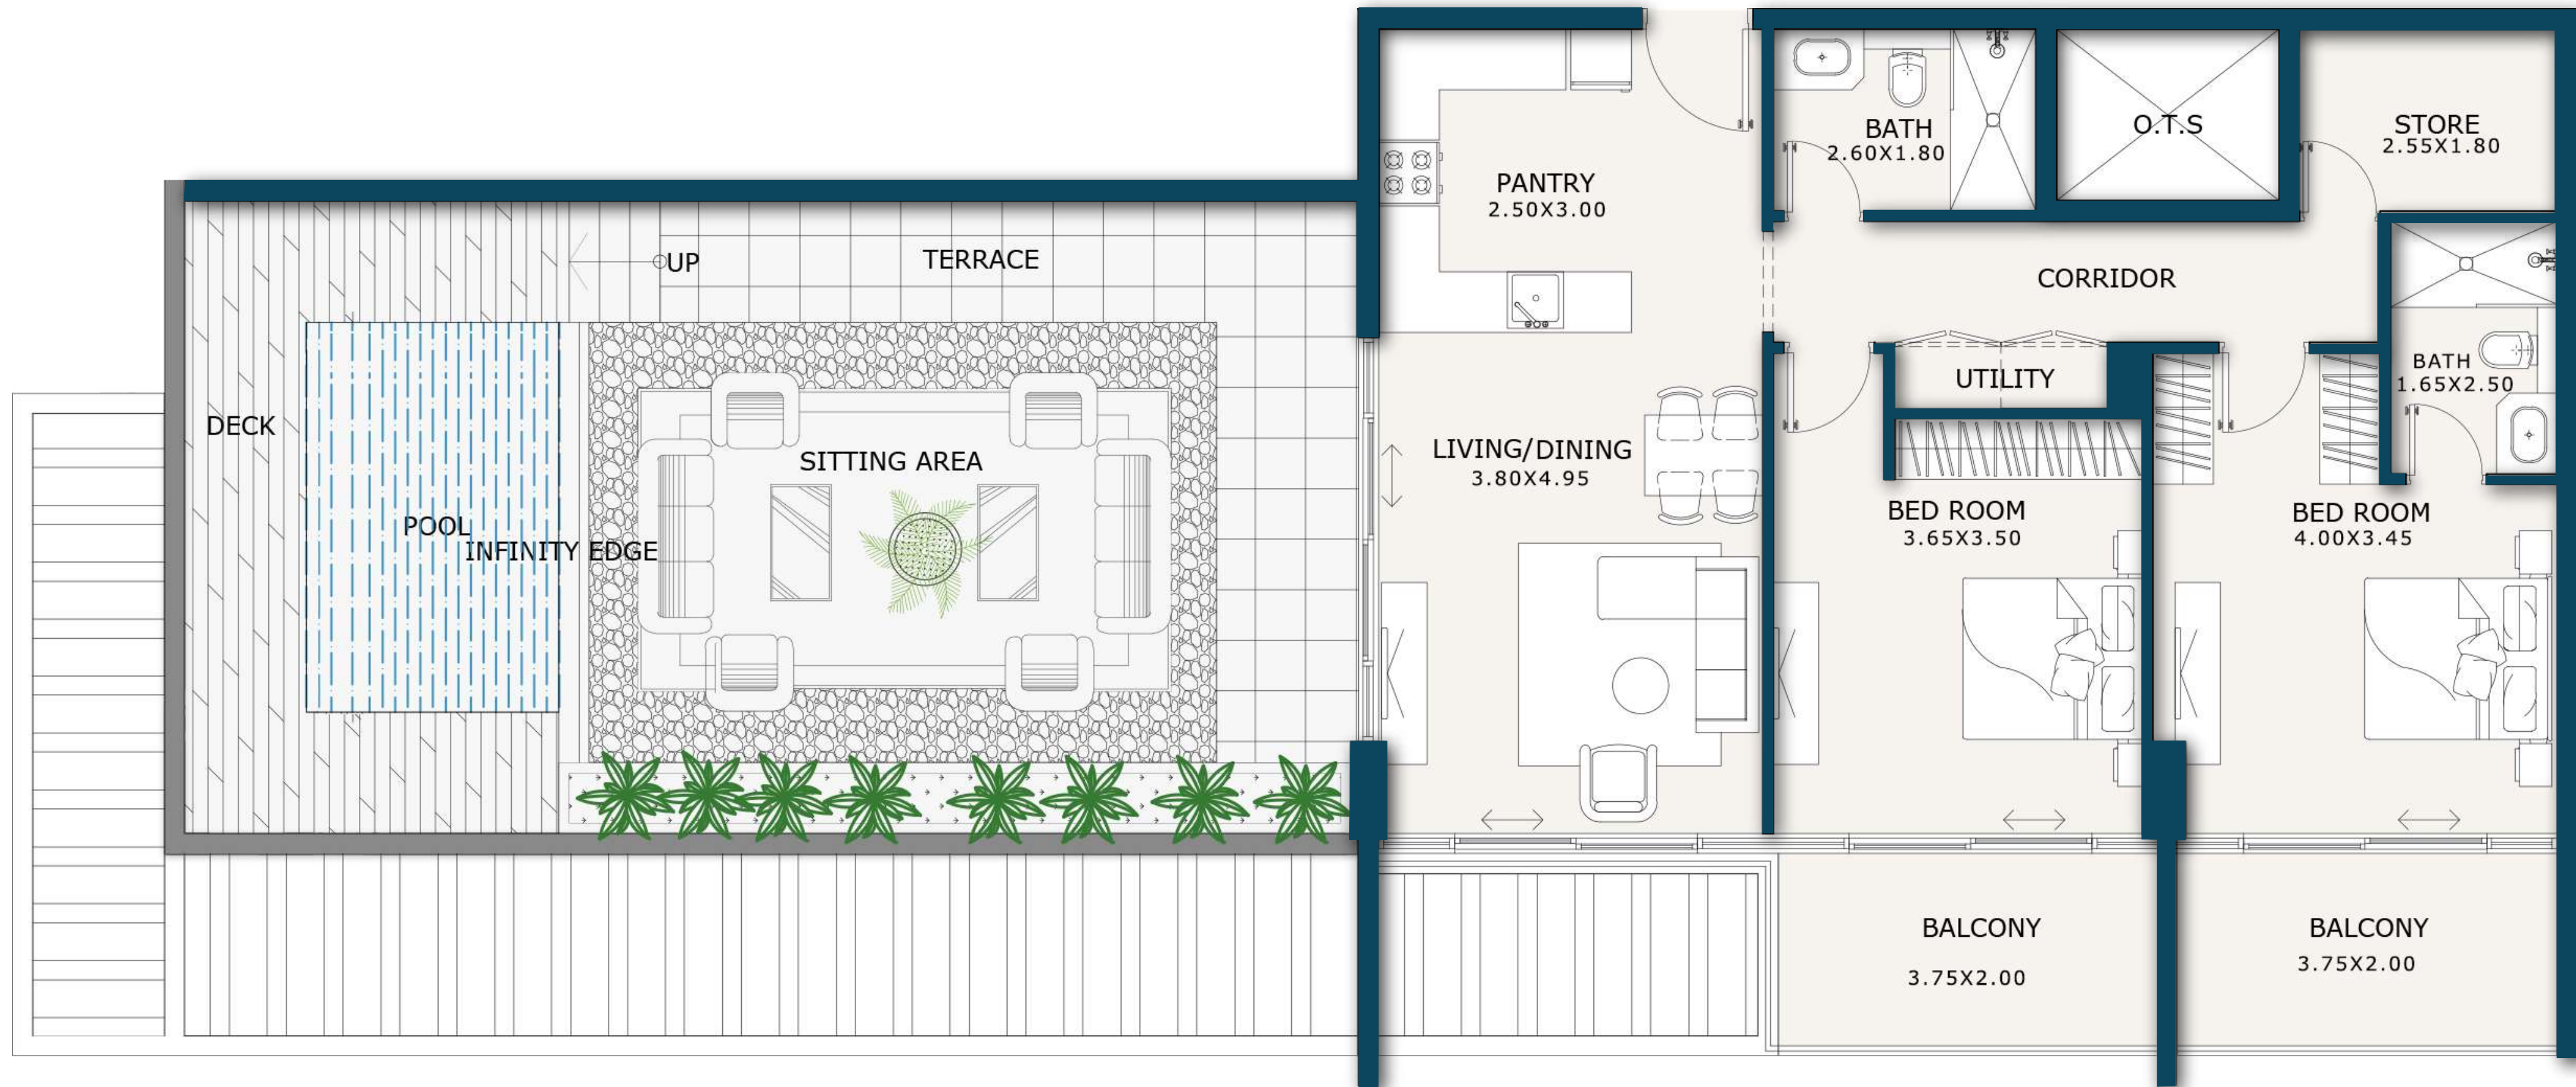 BATH
2.60X1.80
O.T.S
STORE
2.55X1.80
PANTRY
2.50X3.00
UP
TERRACE
CORRIDOR
DECK
SITTING AREA
LIVING/DINING
3.80X4.95
UTILITY
BATH
1.65X2.50
POOL
INFINITY EDGE
BED ROOM
3.65X3.50
BED ROOM
4.00X3.45
BALCONY
3.75X2.00
BALCONY
3.75X2.00